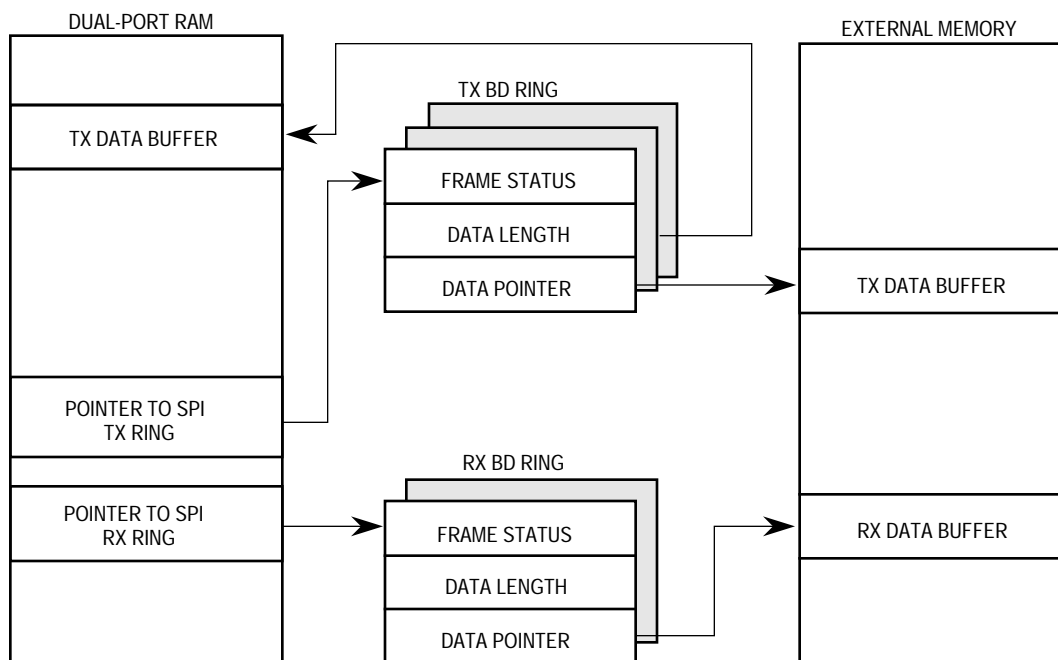 DUAL-PORT RAM
EXTERNAL MEMORY
TX BD RING
TX DATA BUFFER
FRAME STATUS
DATA LENGTH
DATA POINTER
TX DATA BUFFER
POINTER TO SPI
TX RING
RX BD RING
POINTER TO SPI
RX RING
FRAME STATUS
RX DATA BUFFER
DATA LENGTH
DATA POINTER